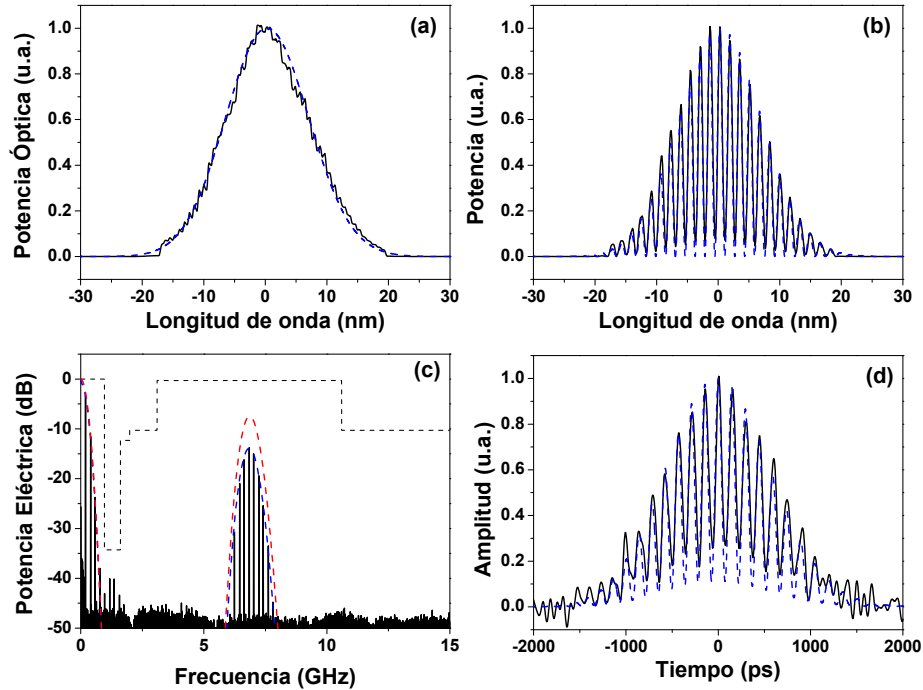 (a)
Potencia Óptica (u.a.)
1.0
0.8
0.6
0.4
0.2
0.0
-30 -20 -10 0 10 20 30
Longitud de onda (nm)
(b)
Potencia (u.a.)
1.0
0.8
0.6
0.4
0.2
0.0
-30 -20 -10 0 10 20 30
Longitud de onda (nm)
(c)
Potencia Eléctrica (dB)
0
-10
-20
-30
-40
-50
0 5 10 15
Frecuencia (GHz)
(d)
Amplitud (u.a.)
1.0
0.8
0.6
0.4
0.2
0.0
-2000 -1000 0 1000 2000
Tiempo (ps)